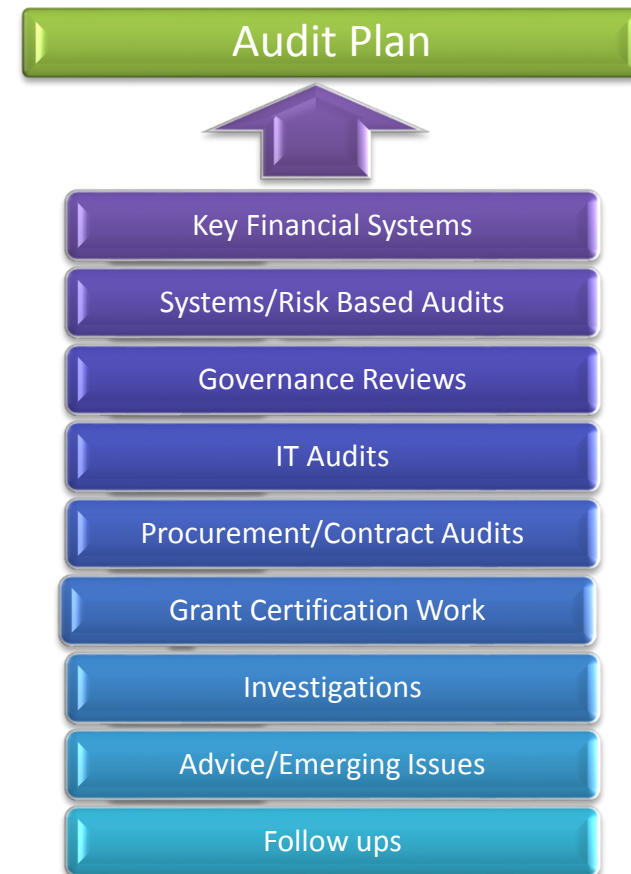 Audit Plan
Key Financial Systems
Systems/Risk Based Audits
Governance Reviews
IT Audits
Procurement/Contract Audits
Grant Certification Work
Investigations
Advice/Emerging Issues
Follow ups